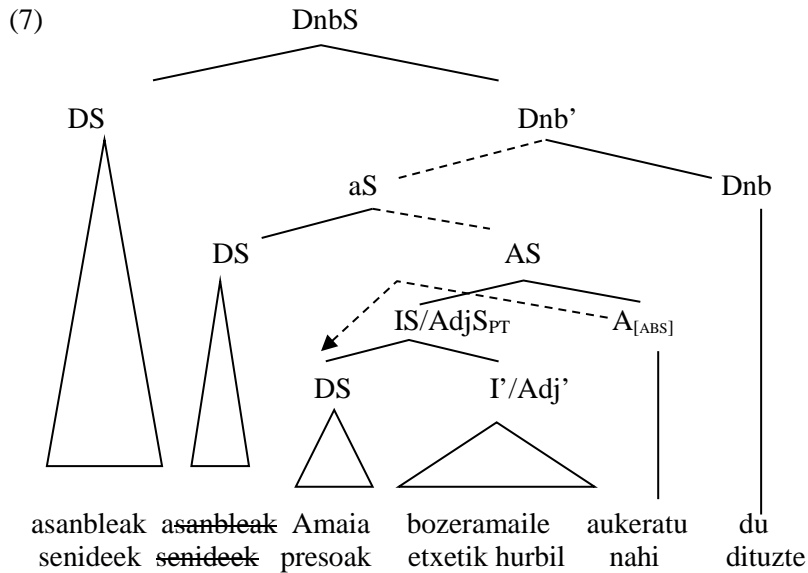 (7) DnbS
DS Dnb’
aS Dnb
DS AS
IS/AdjS_PT A_[ABS]
DS I’/Adj’
asanbleak asanbleak Amaia bozeramaile aukeratu du
senideek senideek presoak etxetik hurbil nahi dituzte